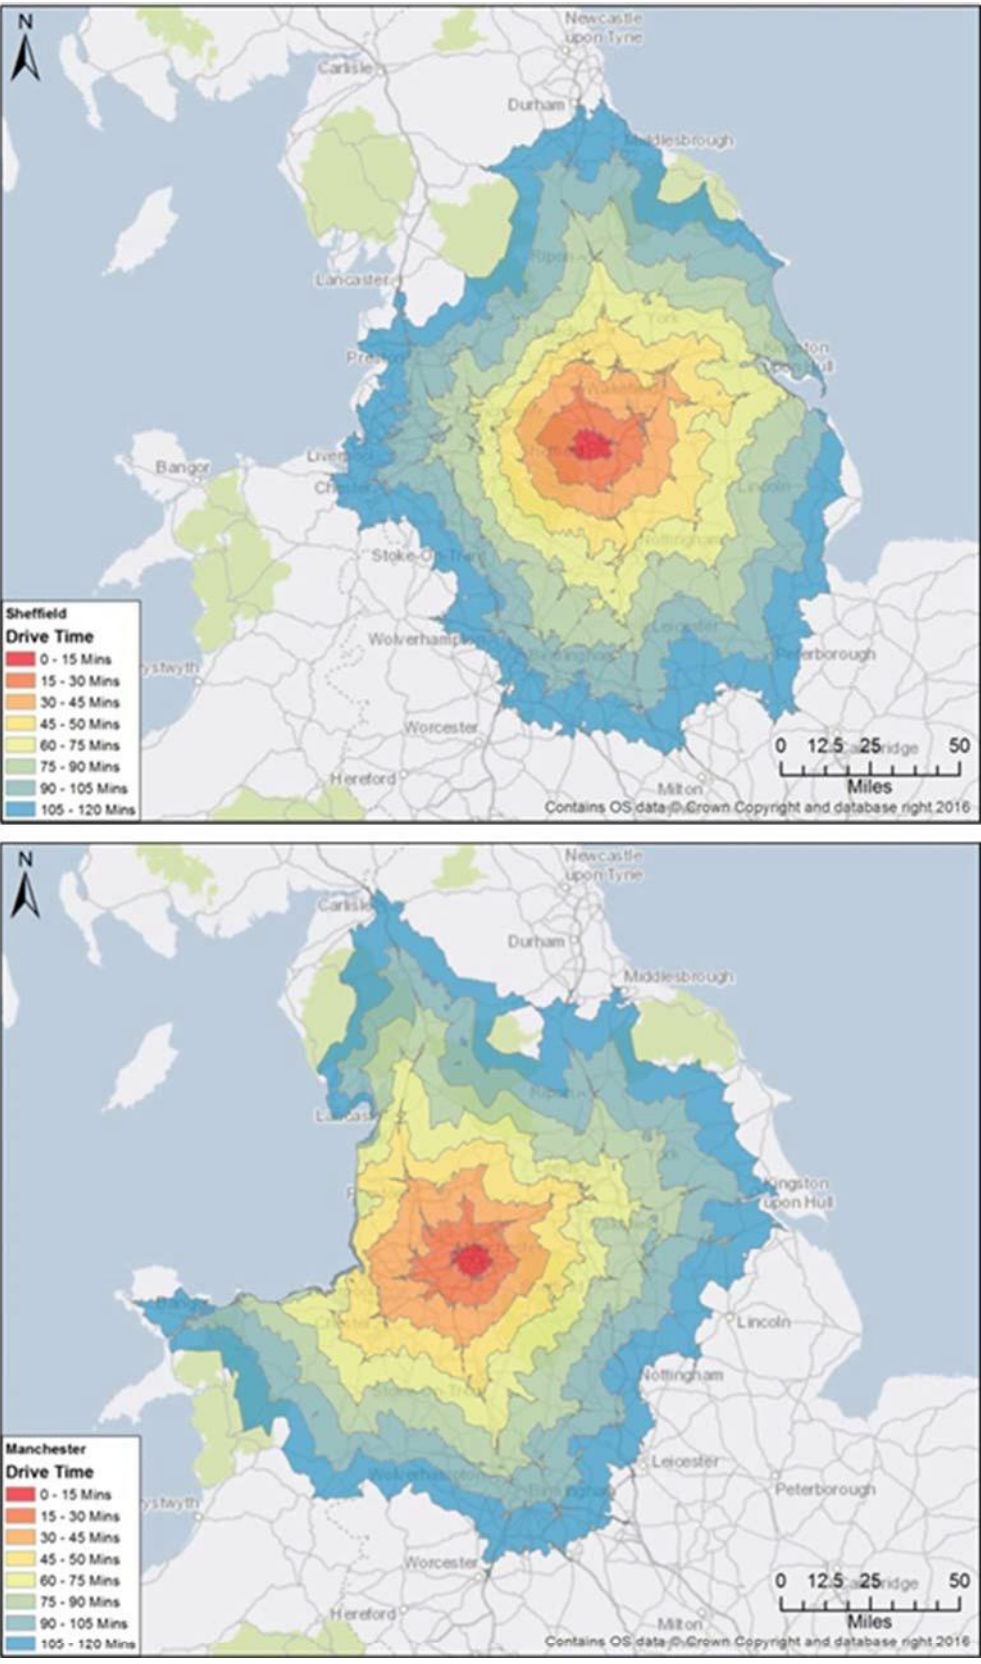 N
Newcastle
upon Tyne
Carlisle
Durham
Middlesbrough
Ripon
Lancaster
York
Kingston
upon Hull
Wakefield
Liverpool
Bangor
Chester
Lincoln
Stoke-On-Trent
Nottingham
Sheffield
Drive Time
0 - 15 Mins
15 - 30 Mins
30 - 45 Mins
45 - 50 Mins
60 - 75 Mins
75 - 90 Mins
90 - 105 Mins
105 - 120 Mins
Leicester
Wolverhampton
Birmingham
Peterborough
rystwyth
Worcester
Hereford
Milton
0 12.5 25 50
Miles
Contains OS data © Crown Copyright and database right 2016
N
Newcastle
upon Tyne
Carlisle
Durham
Middlesbrough
Ripon
Lancast
Kingston
upon Hull
Bangor
Chester
Lincoln
Nottingham
Manchester
Drive Time
0 - 15 Mins
15 - 30 Mins
30 - 45 Mins
45 - 50 Mins
60 - 75 Mins
75 - 90 Mins
90 - 105 Mins
105 - 120 Mins
Leicester
Wolverhampton
Birmingham
Peterborough
rystwyth
Worcester
Hereford
Milton
0 12.5 25 50
Miles
Contains OS data © Crown Copyright and database right 2016